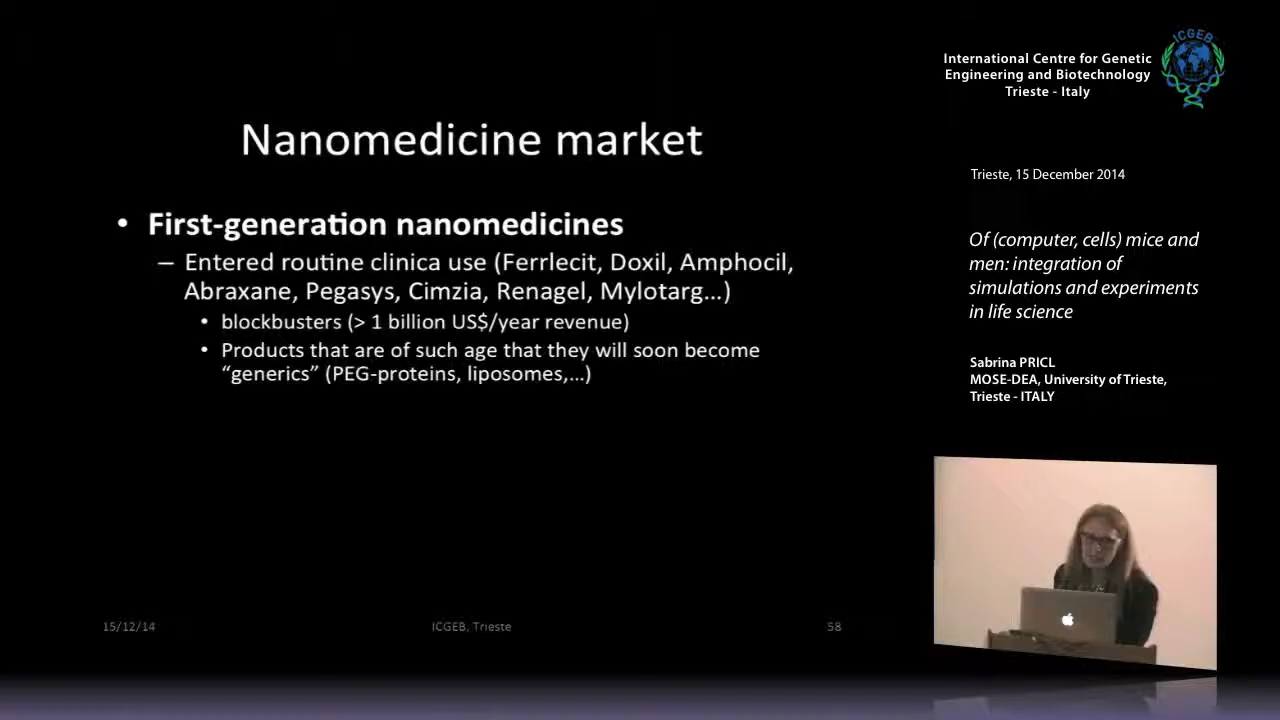 Nanomedicine market
• First-generation nanomedicines
– Entered routine clinica use (Ferrlecit, Doxil, Amphocil,
Abraxane, Pegasys, Cimzia, Renagel, Mylotarg...)
• blockbusters (> 1 billion US$/year revenue)
• Products that are of such age that they will soon become
“generics” (PEG-proteins, liposomes,...)
15/12/14
ICGEB, Trieste
58
International Centre for Genetic
Engineering and Biotechnology
Trieste - Italy
ICGEB
Trieste, 15 December 2014
Of (computer, cells) mice and
men: integration of
simulations and experiments
in life science
Sabrina PRICL
MOSE-DEA, University of Trieste,
Trieste - ITALY